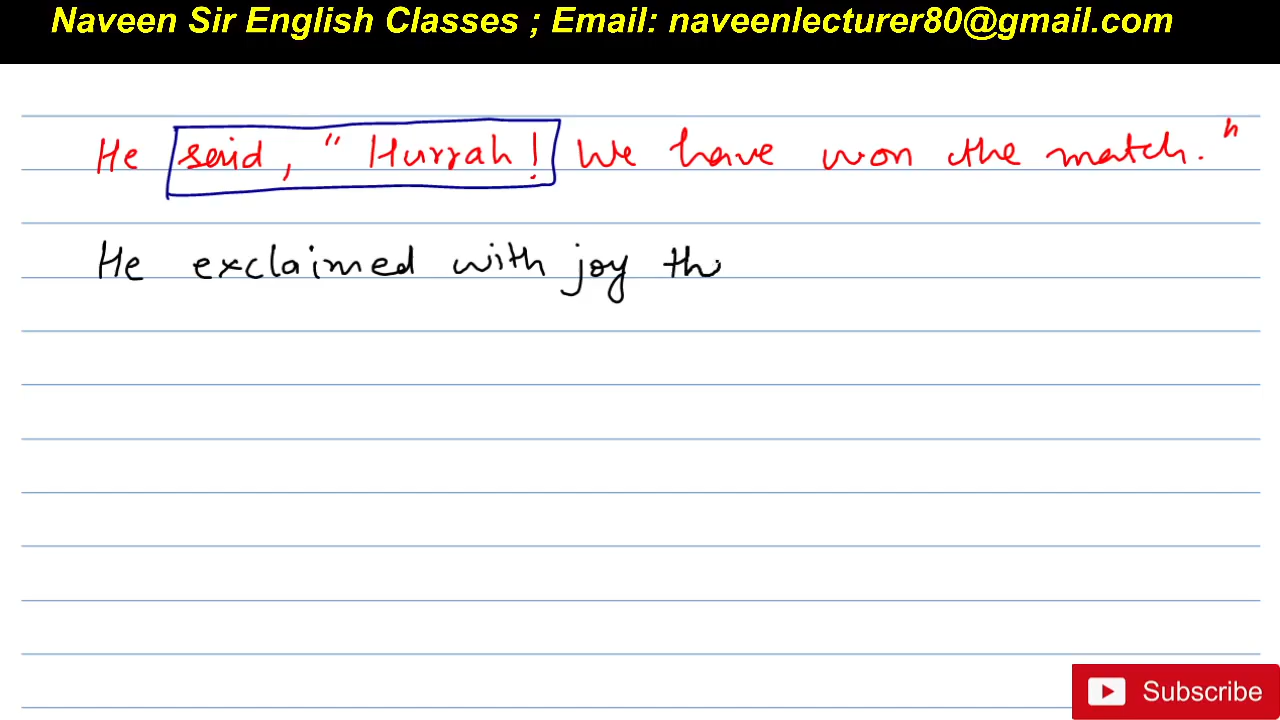 Naveen Sir English Classes ; Email: naveenlecturer80@gmail.com
He said, " Hurrah! We have won the match."
He exclaimed with joy th
Subscribe